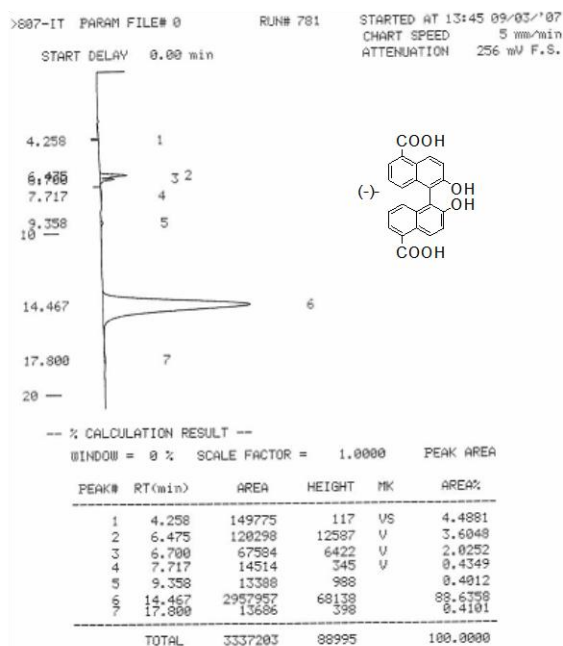 >807-IT PARAM FILE# 0 RUN# 781 STARTED AT 13:45 09/03/'07
CHART SPEED 5 mm/min
ATTENUATION 256 mV F.S.
START DELAY 0.00 min
4.258 1
6.475 2
6.700 3
7.717 4
9.358 5
10
14.467 6
17.800 7
20
COOH
OH
(-)-
OH
COOH
-- % CALCULATION RESULT --
WINDOW = 0 % SCALE FACTOR = 1.0000 PEAK AREA
PEAK# RT(min) AREA HEIGHT MK AREA%
1 4.258 149775 117 VS 4.4881
2 6.475 120298 12587 V 3.6048
3 6.700 67584 6422 V 2.0252
4 7.717 14514 345 V 0.4349
5 9.358 13388 988 0.4012
6 14.467 2957957 68138 88.6358
7 17.800 13686 398 0.4101
TOTAL 3337203 88995 100.0000